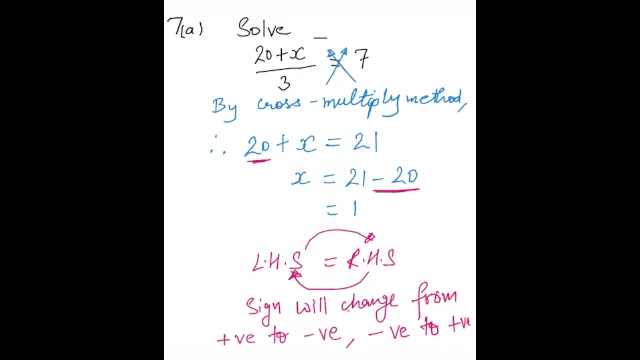 7(a) Solve _
20+x
3
= 7
By cross-multiply method,
∴ 20 + x = 21
x = 21 - 20
= 1
L.H.S = R.H.S
Sign will change from
+ve to -ve, -ve to +ve